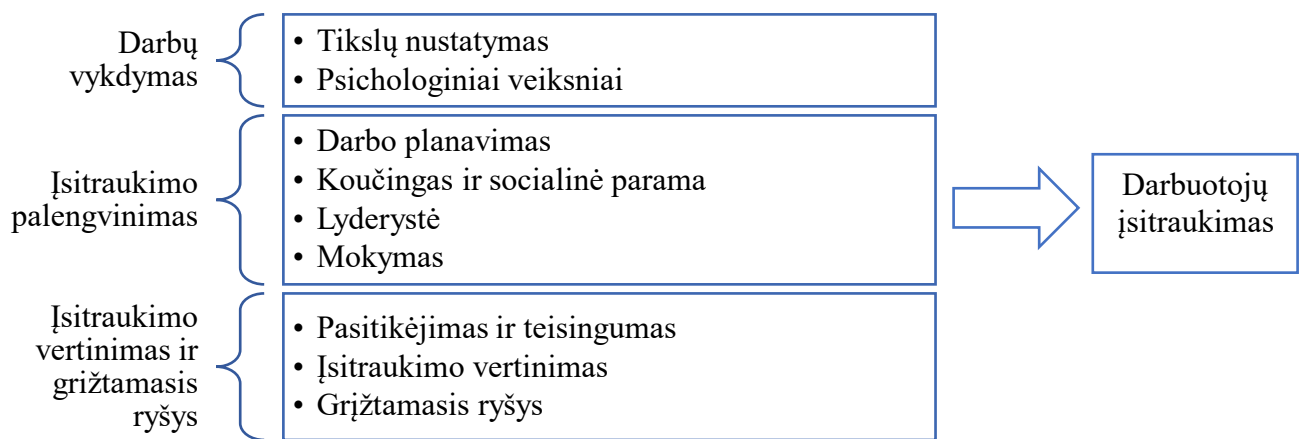 Darbų
vykdymas
• Tikslų nustatymas
• Psichologiniai veiksniai
Įsitraukimo
palengvinimas
• Darbo planavimas
• Koučingas ir socialinė parama
• Lyderystė
• Mokymas
Įsitraukimo
vertinimas ir
grižtamasis
ryšys
• Pasitikėjimas ir teisingumas
• Įsitraukimo vertinimas
• Grįžtamasis ryšys
Darbuotojų
įsitraukimas